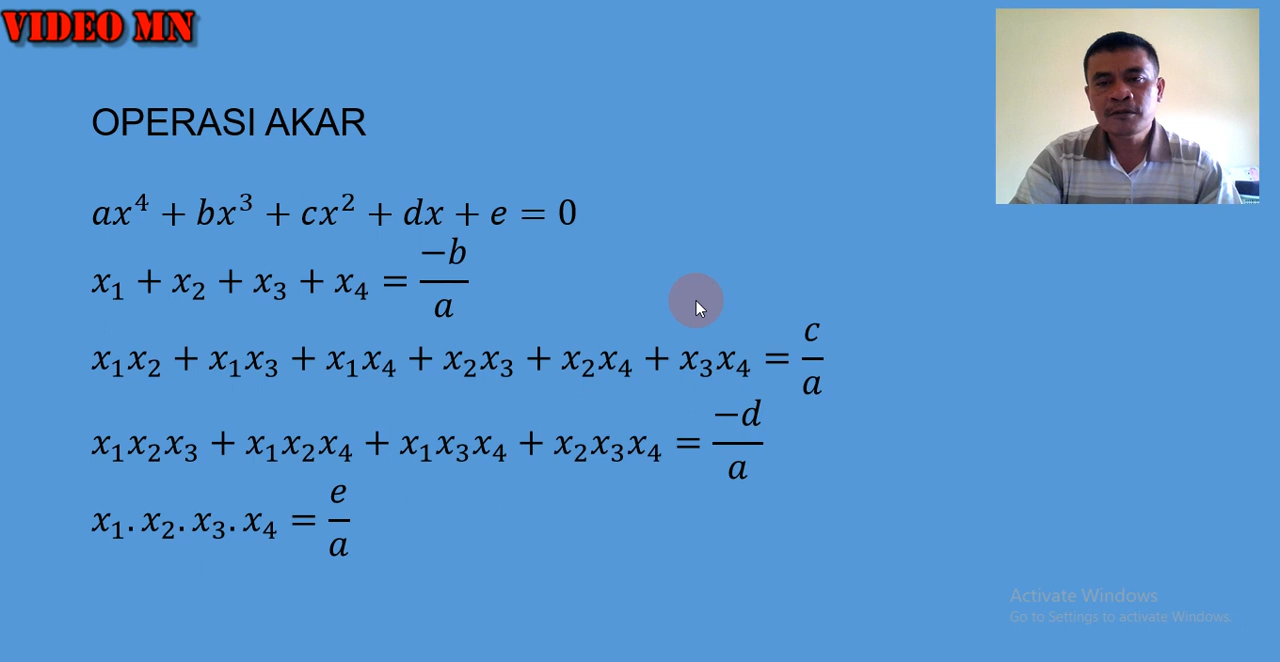 VIDEO MN
OPERASI AKAR
ax⁴ + bx³ + cx² + dx + e = 0
x₁ + x₂ + x₃ + x₄ = −b/a
x₁x₂ + x₁x₃ + x₁x₄ + x₂x₃ + x₂x₄ + x₃x₄ = c/a
x₁x₂x₃ + x₁x₂x₄ + x₁x₃x₄ + x₂x₃x₄ = −d/a
x₁.x₂.x₃.x₄ = e/a
Activate Windows
Go to Settings to activate Windows.